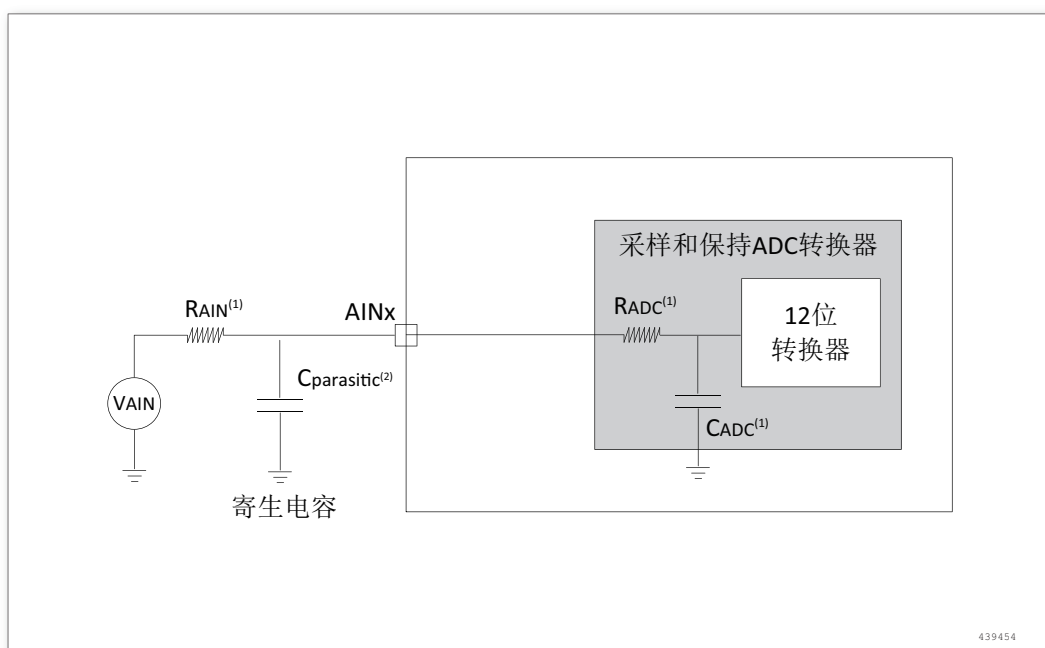 采样和保持ADC转换器
RAIN(1)
AINx
RADC(1)
12位
转换器
Cparasitic(2)
VAIN
CADC(1)
寄生电容
439454